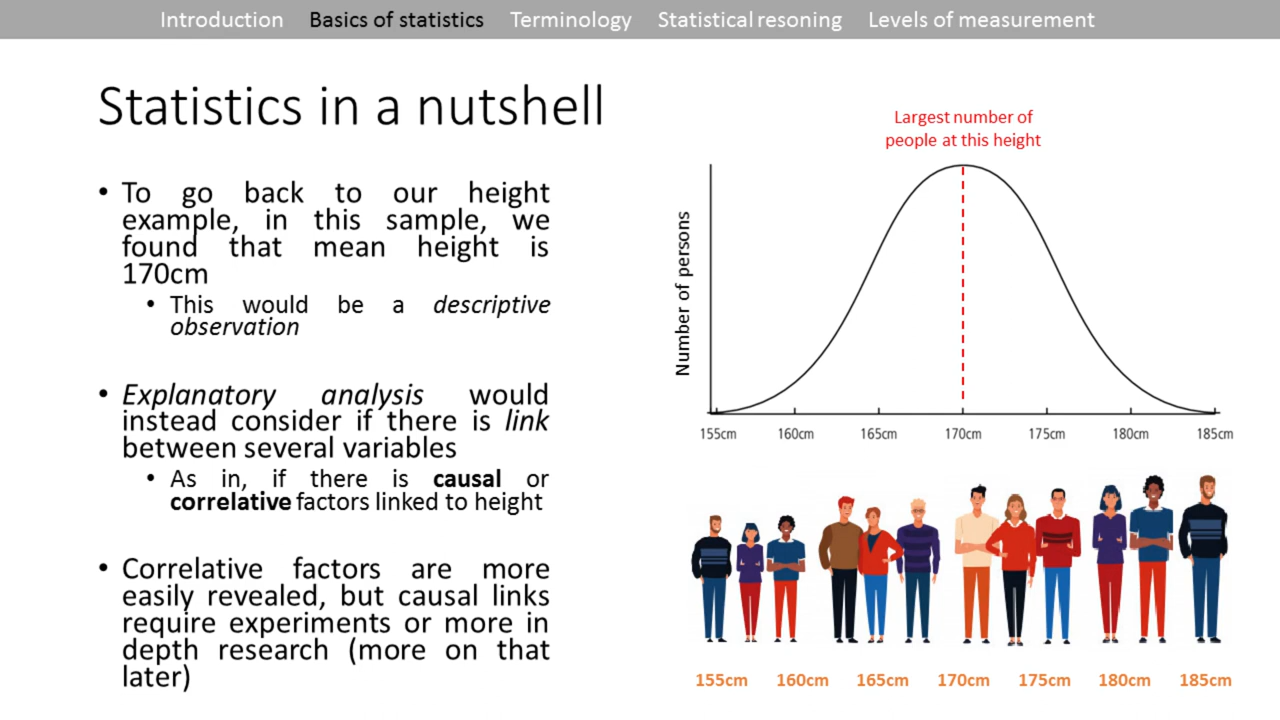 Introduction Basics of statistics Terminology Statistical resoning Levels of measurement
Statistics in a nutshell
• To go back to our height
example, in this sample, we
found that mean height is
170cm
• This would be a descriptive
observation
• Explanatory analysis would
instead consider if there is link
between several variables
• As in, if there is causal or
correlative factors linked to height
• Correlative factors are more
easily revealed, but causal links
require experiments or more in
depth research (more on that
later)
Largest number of
people at this height
Number of persons
155cm 160cm 165cm 170cm 175cm 180cm 185cm
155cm 160cm 165cm 170cm 175cm 180cm 185cm